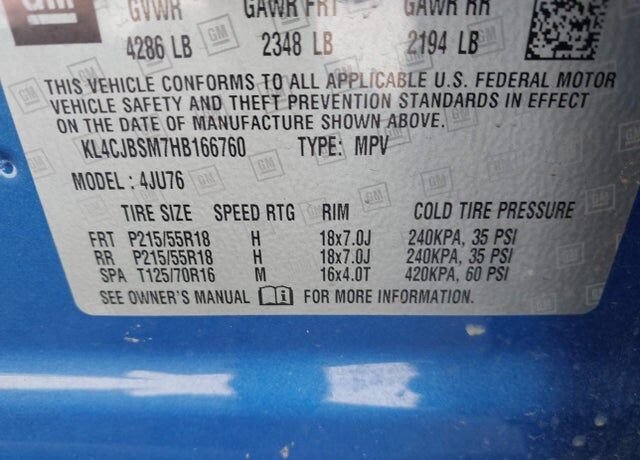 GM GVWR GAWR FRT GAWR RR
4286 LB 2348 LB 2194 LB
THIS VEHICLE CONFORMS TO ALL APPLICABLE U.S. FEDERAL MOTOR
VEHICLE SAFETY AND THEFT PREVENTION STANDARDS IN EFFECT
ON THE DATE OF MANUFACTURE SHOWN ABOVE.
KL4CJBSM7HB166760 TYPE: MPV
MODEL: 4JU76
TIRE SIZE SPEED RTG RIM COLD TIRE PRESSURE
FRT P215/55R18 H 18x7.0J 240KPA, 35 PSI
RR P215/55R18 H 18x7.0J 240KPA, 35 PSI
SPA T125/70R16 M 16x4.0T 420KPA, 60 PSI
SEE OWNER'S MANUAL FOR MORE INFORMATION.